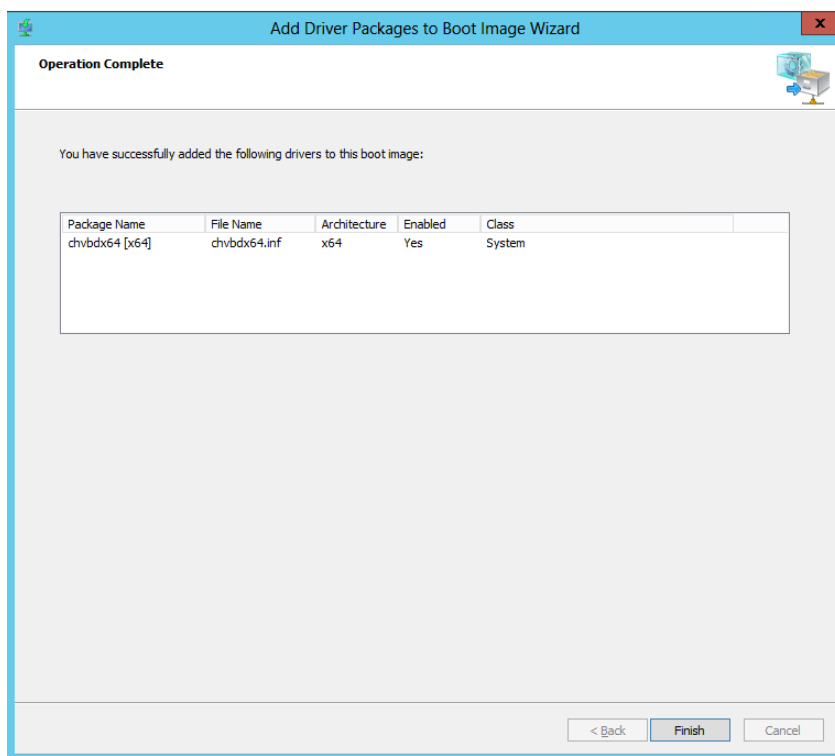 Add Driver Packages to Boot Image Wizard
x
Operation Complete
You have successfully added the following drivers to this boot image:
Package Name File Name Architecture Enabled Class
chvbdx64 [x64] chvbdx64.inf x64 Yes System
< Back Finish Cancel